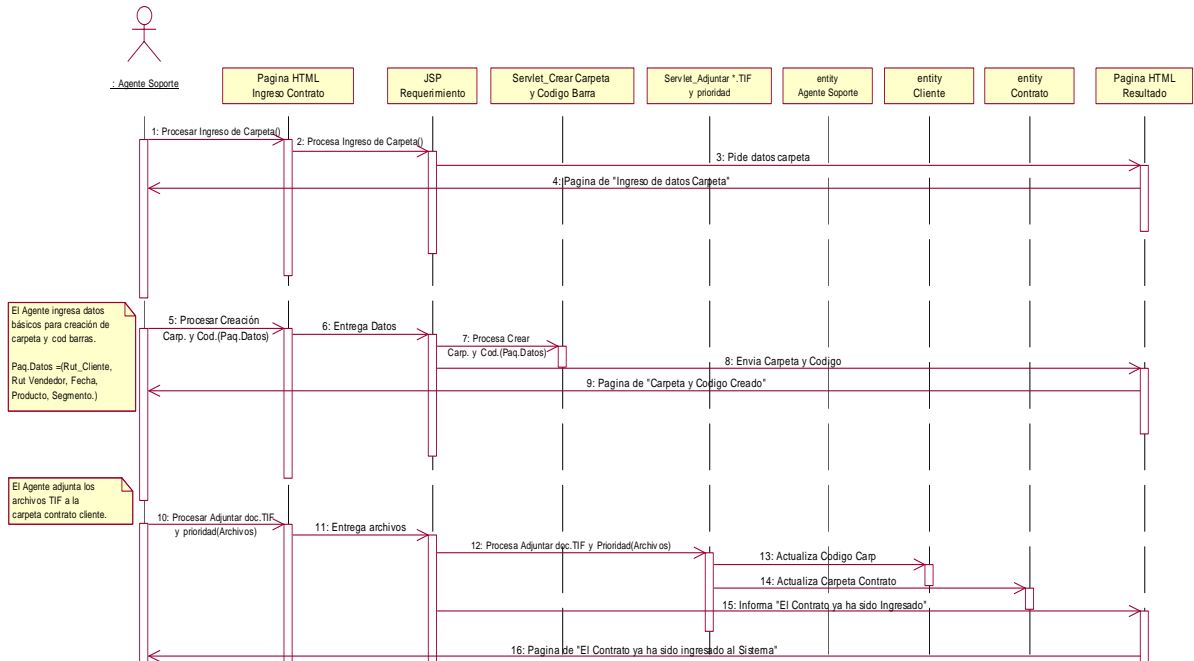 : Agente Soporte
Pagina HTML
Ingreso Contrato
JSP
Requerimiento
Servlet_Crear Carpeta
y Codigo Barra
Servlet_Adjuntar *.TIF
y prioridad
entity
Agente Soporte
entity
Cliente
entity
Contrato
Pagina HTML
Resultado
1: Procesar Ingreso de Carpeta()
2: Procesa Ingreso de Carpeta()
3: Pide datos carpeta
4: Pagina de "Ingreso de datos Carpeta"
El Agente ingresa datos
básicos para creación de
carpeta y cod barras.
Paq.Datos =(Rut_Cliente,
Rut Vendedor, Fecha,
Producto, Segmento.)
5: Procesar Creación
Carp. y Cod.(Paq.Datos)
6: Entrega Datos
7: Procesa Crear
Carp. y Cod.(Paq.Datos)
8: Envia Carpeta y Codigo
9: Pagina de "Carpeta y Codigo Creado"
El Agente adjunta los
archivos TIF a la
carpeta contrato cliente.
10: Procesar Adjuntar doc.TIF
y prioridad(Archivos)
11: Entrega archivos
12: Procesa Adjuntar doc.TIF y Prioridad(Archivos)
13: Actualiza Codigo Carp
14: Actualiza Carpeta Contrato
15: Informa "El Contrato ya ha sido Ingresado"
16: Pagina de "El Contrato ya ha sido ingresado al Sistema"